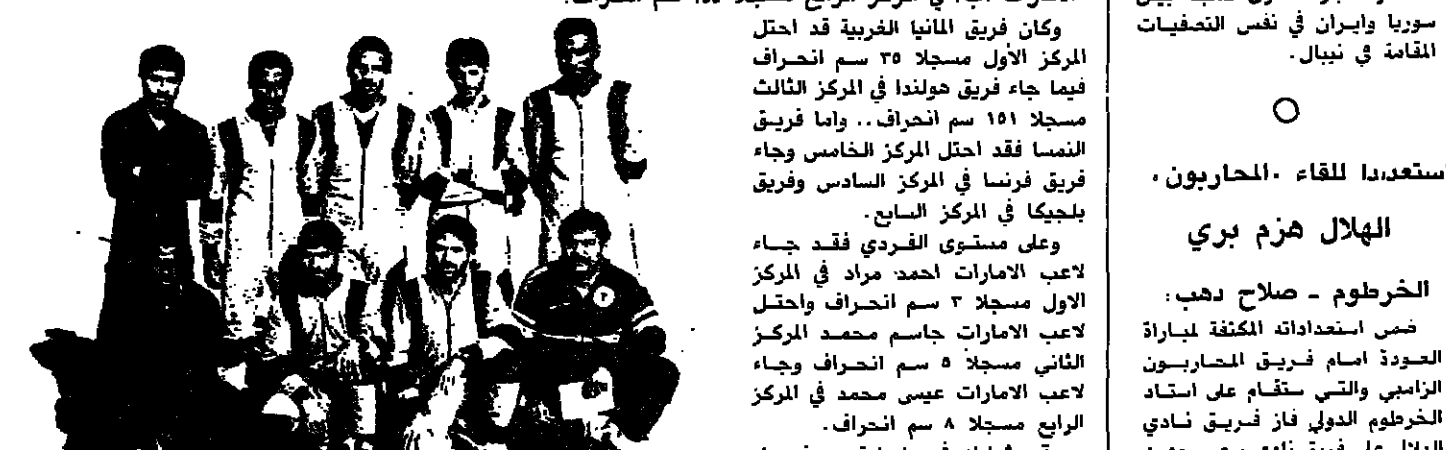 سوريا وايران في نفس التصفيات
المقامة في نيبال.
استعدادا للقاء «المحاربون»
الهلال هزم بري
الخرطوم - صلاح دهب:
ضمن استعداداته المكثفة لمباراة
العودة امام فريق المحاربون
الزامبي والتي ستقام على استاد
الخرطوم الدولي فاز فريق نادي
الهلال على فريق نادي
وكان فريق المانيا الغربية قد احتل
المركز الأول مسجلا ٣٥ سم انحراف
فيما جاء فريق هولندا في المركز الثالث
مسجلا ١٥١ سم انحراف.. واما فريق
النمسا فقد احتل المركز الخامس وجاء
فريق فرنسا في المركز السادس وفريق
بلجيكا في المركز السابع.
وعلى مستوى الفردي فقد جاء
لاعب الامارات احمد مراد في المركز
الاول مسجلا ٣ سم انحراف واحتل
لاعب الامارات جاسم محمد المركز
الثاني مسجلا ٥ سم انحراف وجاء
لاعب الامارات عيسى محمد في المركز
الرابع مسجلا ٨ سم انحراف.